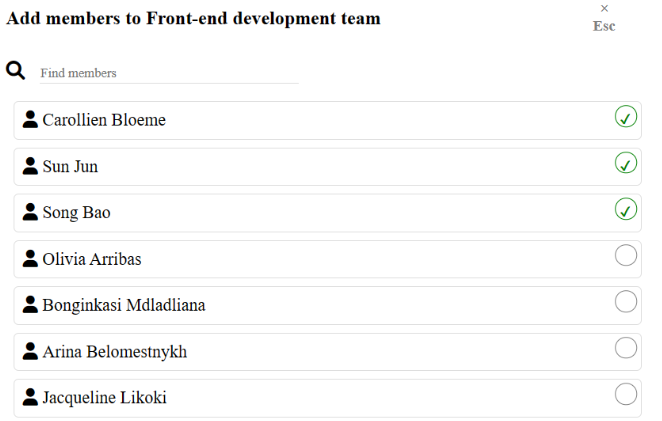 Add members to Front-end development team
×
Esc
Find members
Carollien Bloeme
Sun Jun
Song Bao
Olivia Arribas
Bonginkasi Mdladliana
Arina Belomestnykh
Jacqueline Likoki